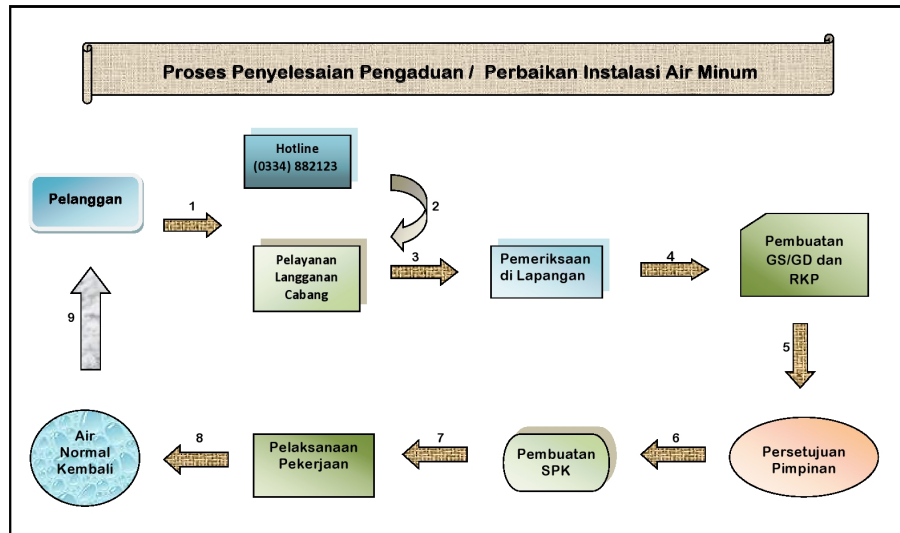 Proses Penyelesaian Pengaduan / Perbaikan Instalasi Air Minum
Hotline
(0334) 882123
Pelanggan
1
2
Pelayanan
Langganan
Cabang
3
Pemeriksaan
di Lapangan
4
Pembuatan
GS/GD dan
RKP
5
Persetujuan
Pimpinan
6
Pembuatan
SPK
7
Pelaksanaan
Pekerjaan
8
Air
Normal
Kembali
9